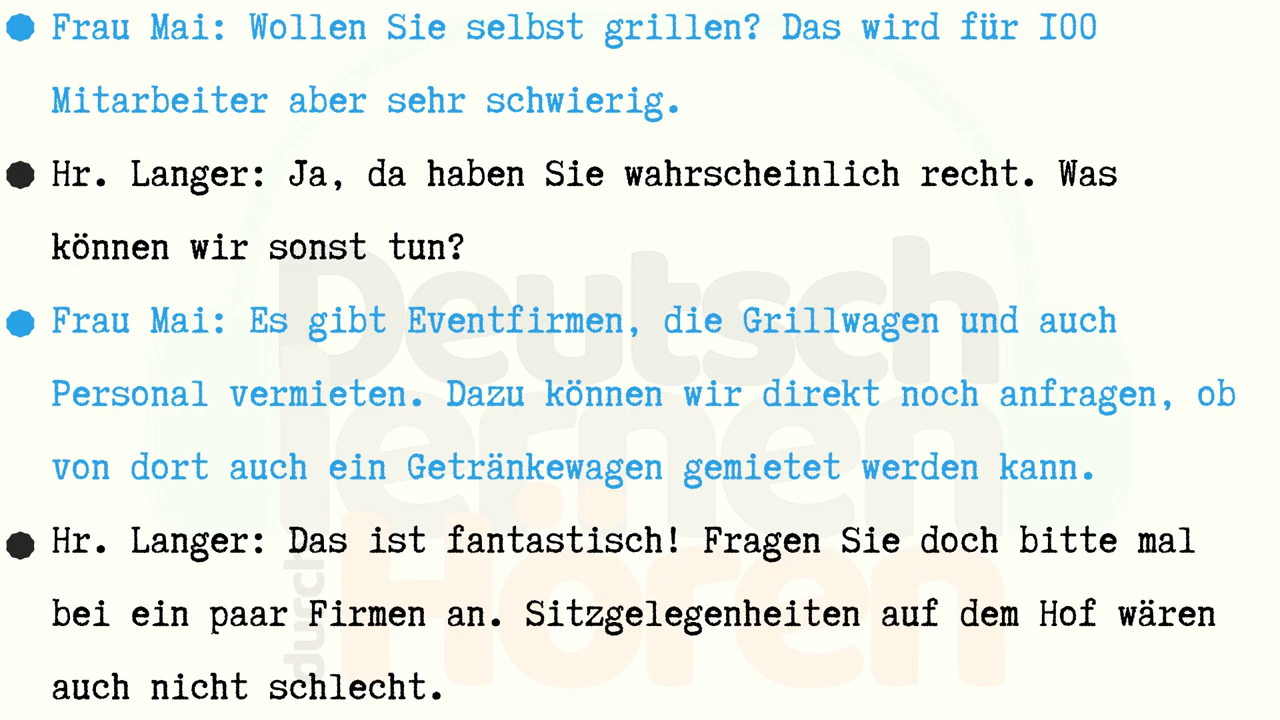 Frau Mai: Wollen Sie selbst grillen? Das wird für 100
Mitarbeiter aber sehr schwierig.
Hr. Langer: Ja, da haben Sie wahrscheinlich recht. Was
können wir sonst tun?
Frau Mai: Es gibt Eventfirmen, die Grillwagen und auch
Personal vermieten. Dazu können wir direkt noch anfragen, ob
von dort auch ein Getränkewagen gemietet werden kann.
Hr. Langer: Das ist fantastisch! Fragen Sie doch bitte mal
bei ein paar Firmen an. Sitzgelegenheiten auf dem Hof wären
auch nicht schlecht.
Deutsch
lernen
durch
Hören